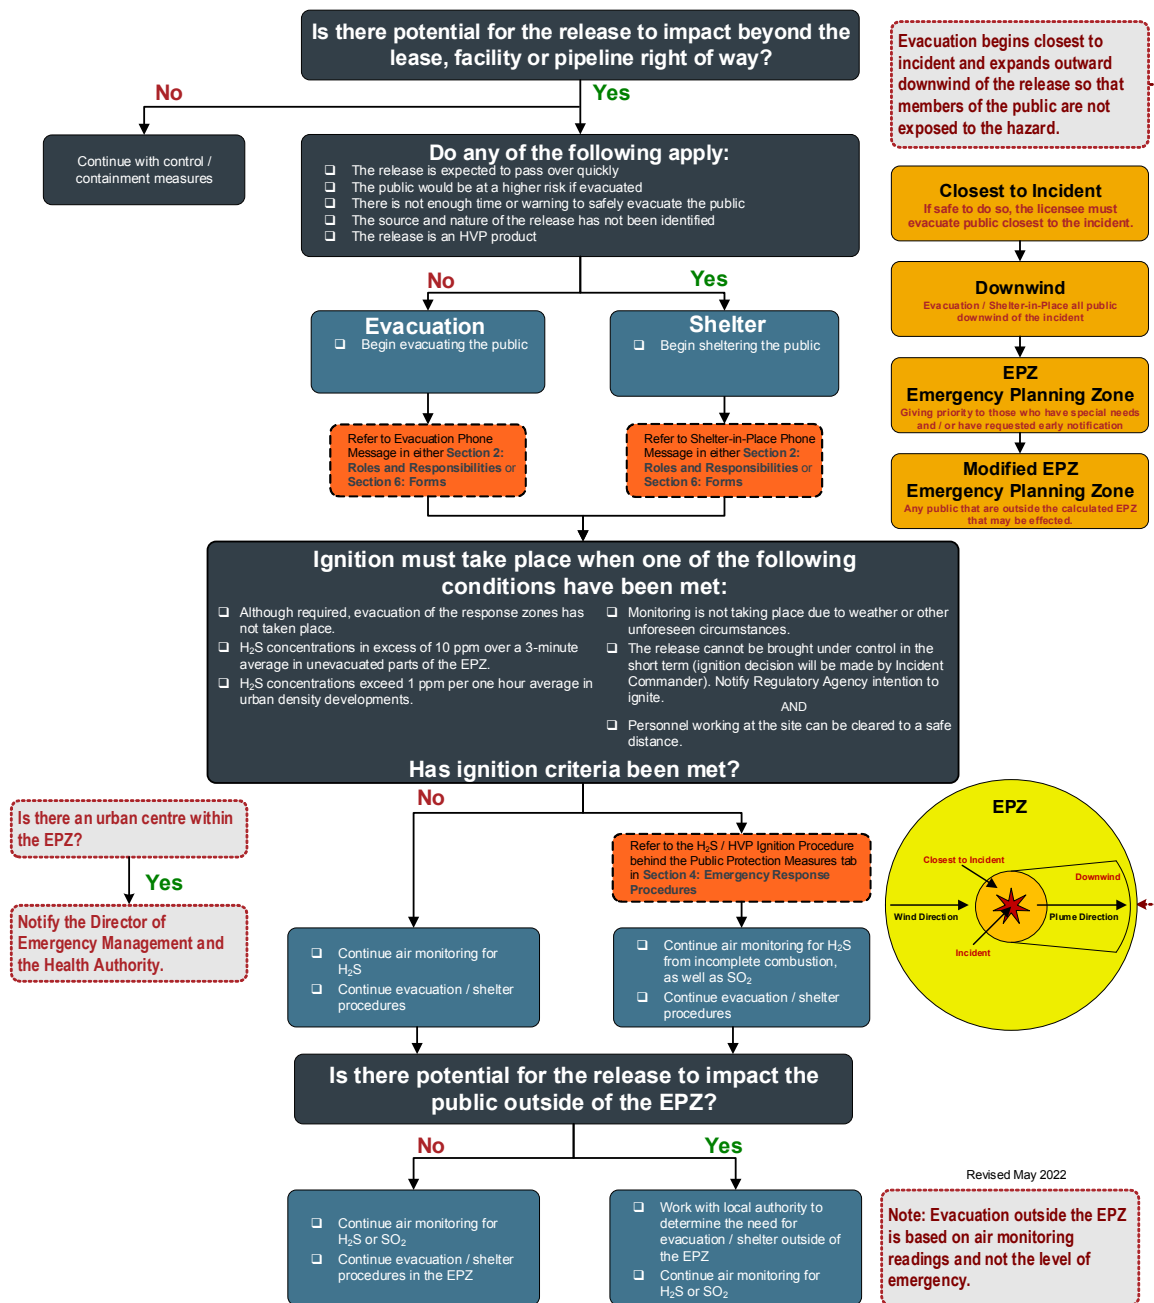 Is there potential for the release to impact beyond the
lease, facility or pipeline right of way?
No
Yes
Continue with control /
containment measures
Do any of the following apply:
❑ The release is expected to pass over quickly
❑ The public would be at a higher risk if evacuated
❑ There is not enough time or warning to safely evacuate the public
❑ The source and nature of the release has not been identified
❑ The release is an HVP product
No
Yes
Evacuation
❑ Begin evacuating the public
Shelter
❑ Begin sheltering the public
Refer to Evacuation Phone
Message in either Section 2:
Roles and Responsibilities or
Section 6: Forms
Refer to Shelter-in-Place Phone
Message in either Section 2:
Roles and Responsibilities or
Section 6: Forms
Evacuation begins closest to
incident and expands outward
downwind of the release so that
members of the public are not
exposed to the hazard.
Closest to Incident
If safe to do so, the licensee must
evacuate public closest to the incident.
Downwind
Evacuation / Shelter-in-Place all public
downwind of the incident
EPZ
Emergency Planning Zone
Giving priority to those who have special needs
and / or have requested early notification
Modified EPZ
Emergency Planning Zone
Any public that are outside the calculated EPZ
that may be effected.
Ignition must take place when one of the following
conditions have been met:
❑ Although required, evacuation of the response zones has
not taken place.
❑ H₂S concentrations in excess of 10 ppm over a 3-minute
average in unevacuated parts of the EPZ.
❑ H₂S concentrations exceed 1 ppm per one hour average in
urban density developments.
❑ Monitoring is not taking place due to weather or other
unforeseen circumstances.
❑ The release cannot be brought under control in the
short term (ignition decision will be made by Incident
Commander). Notify Regulatory Agency intention to
ignite.
AND
❑ Personnel working at the site can be cleared to a safe
distance.
Has ignition criteria been met?
No
Is there an urban centre within
the EPZ?
Yes
Notify the Director of
Emergency Management and
the Health Authority.
Refer to the H₂S / HVP Ignition Procedure
behind the Public Protection Measures tab
in Section 4: Emergency Response
Procedures
❑ Continue air monitoring for
H₂S
❑ Continue evacuation / shelter
procedures
❑ Continue air monitoring for H₂S
from incomplete combustion,
as well as SO₂
❑ Continue evacuation / shelter
procedures
EPZ
Closest to Incident
Downwind
Wind Direction
Plume Direction
Incident
Is there potential for the release to impact the
public outside of the EPZ?
No
Yes
❑ Continue air monitoring for
H₂S or SO₂
❑ Continue evacuation / shelter
procedures in the EPZ
❑ Work with local authority to
determine the need for
evacuation / shelter outside of
the EPZ
❑ Continue air monitoring for
H₂S or SO₂
Revised May 2022
Note: Evacuation outside the EPZ
is based on air monitoring
readings and not the level of
emergency.